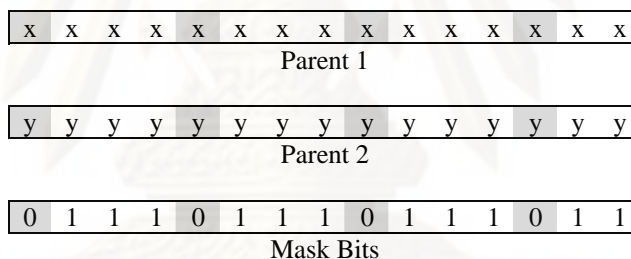 x x x x x x x x x x x x x x x
Parent 1
y y y y y y y y y y y y y y y
Parent 2
0 1 1 1 0 1 1 1 0 1 1 1 0 1 1
Mask Bits